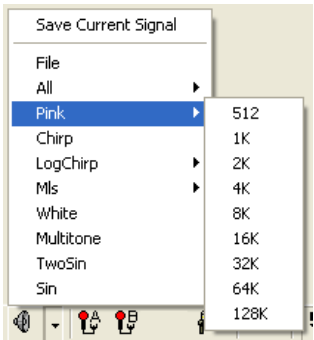 Save Current Signal
File
All
Pink
Chirp
LogChirp
Mls
White
Multitone
TwoSin
Sin
512
1K
2K
4K
8K
16K
32K
64K
128K
A
B